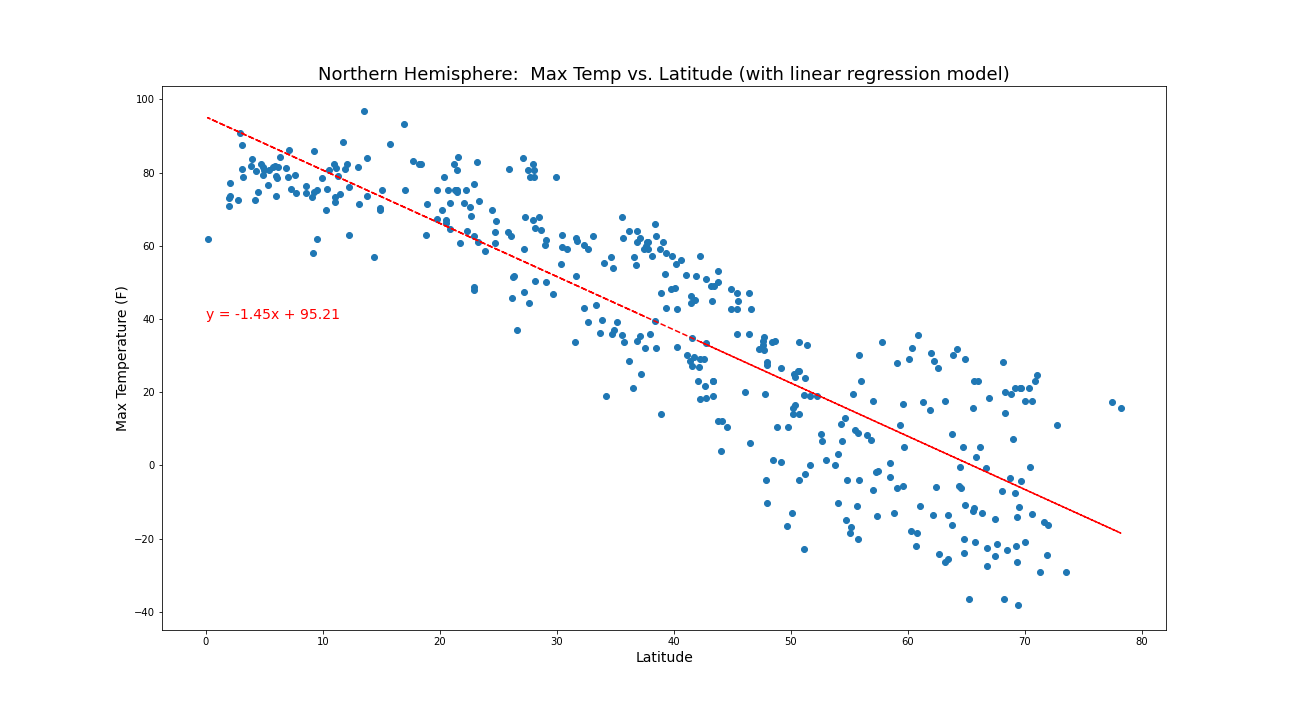 Northern Hemisphere:  Max Temp vs. Latitude (with linear regression model)
100
80
60
40
20
0
−20
−40
Max Temperature (F)
y = -1.45x + 95.21
0 10 20 30 40 50 60 70 80
Latitude